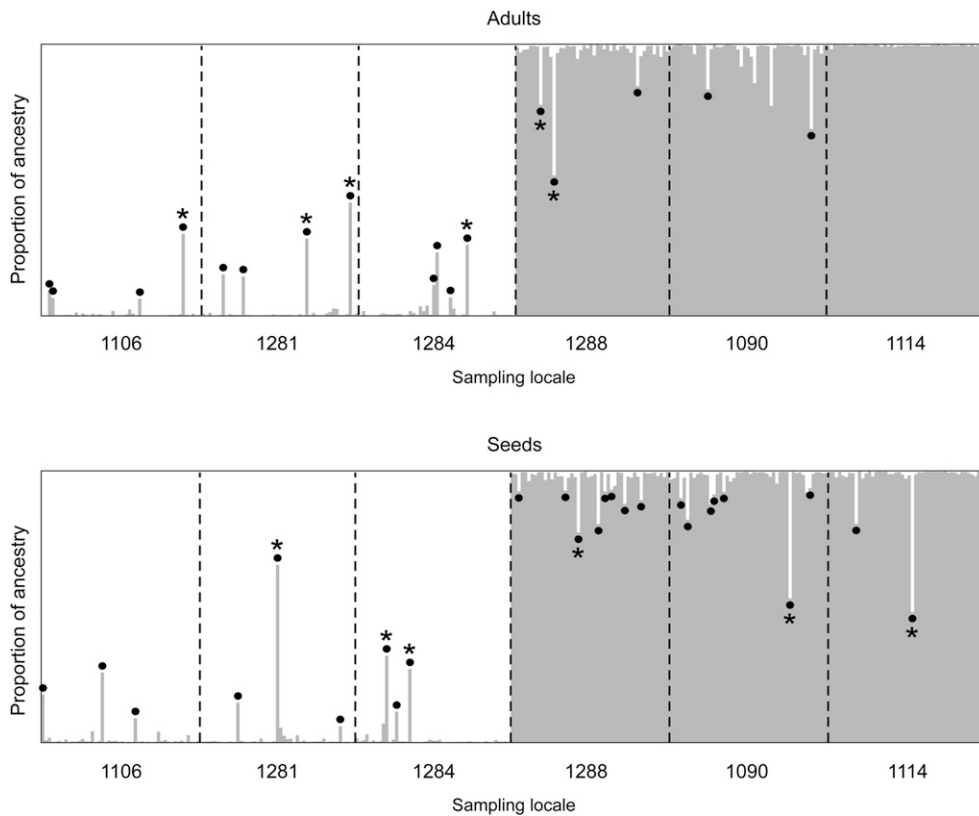 Adults
Proportion of ancestry
1106 1281 1284 1288 1090 1114
Sampling locale
Seeds
Proportion of ancestry
1106 1281 1284 1288 1090 1114
Sampling locale